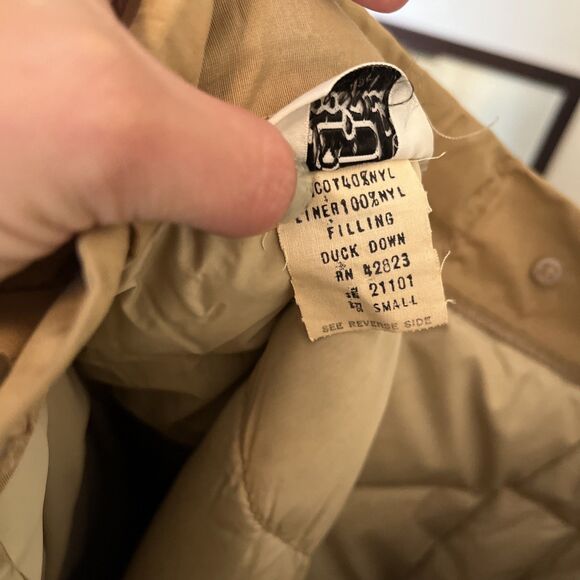 COT40%NYL
LINER100%NYL
FILLING
DUCK DOWN
RN 42823
21101
SMALL
SEE REVERSE SIDE